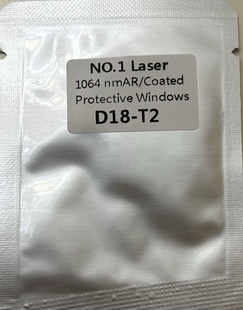 NO.1 Laser
1064 nmAR/Coated
Protective Windows
D18-T2